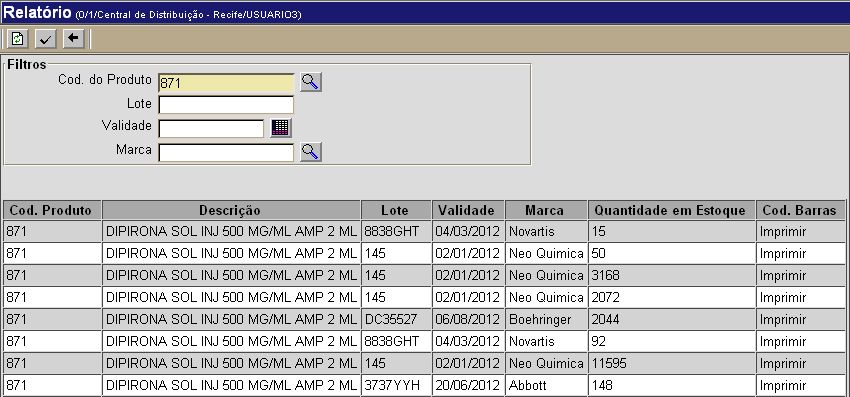 Relatório (0/1/Central de Distribuição - Recife/USUARIO3)
Filtros
Cod. do Produto 871
Lote
Validade
Marca
Cod. Produto Descrição Lote Validade Marca Quantidade em Estoque Cod. Barras
871 DIPIRONA SOL INJ 500 MG/ML AMP 2 ML 8838GHT 04/03/2012 Novartis 15 Imprimir
871 DIPIRONA SOL INJ 500 MG/ML AMP 2 ML 145 02/01/2012 Neo Quimica 50 Imprimir
871 DIPIRONA SOL INJ 500 MG/ML AMP 2 ML 145 02/01/2012 Neo Quimica 3168 Imprimir
871 DIPIRONA SOL INJ 500 MG/ML AMP 2 ML 145 02/01/2012 Neo Quimica 2072 Imprimir
871 DIPIRONA SOL INJ 500 MG/ML AMP 2 ML DC35527 06/08/2012 Boehringer 2044 Imprimir
871 DIPIRONA SOL INJ 500 MG/ML AMP 2 ML 8838GHT 04/03/2012 Novartis 92 Imprimir
871 DIPIRONA SOL INJ 500 MG/ML AMP 2 ML 145 02/01/2012 Neo Quimica 11595 Imprimir
871 DIPIRONA SOL INJ 500 MG/ML AMP 2 ML 3737YYH 20/06/2012 Abbott 148 Imprimir